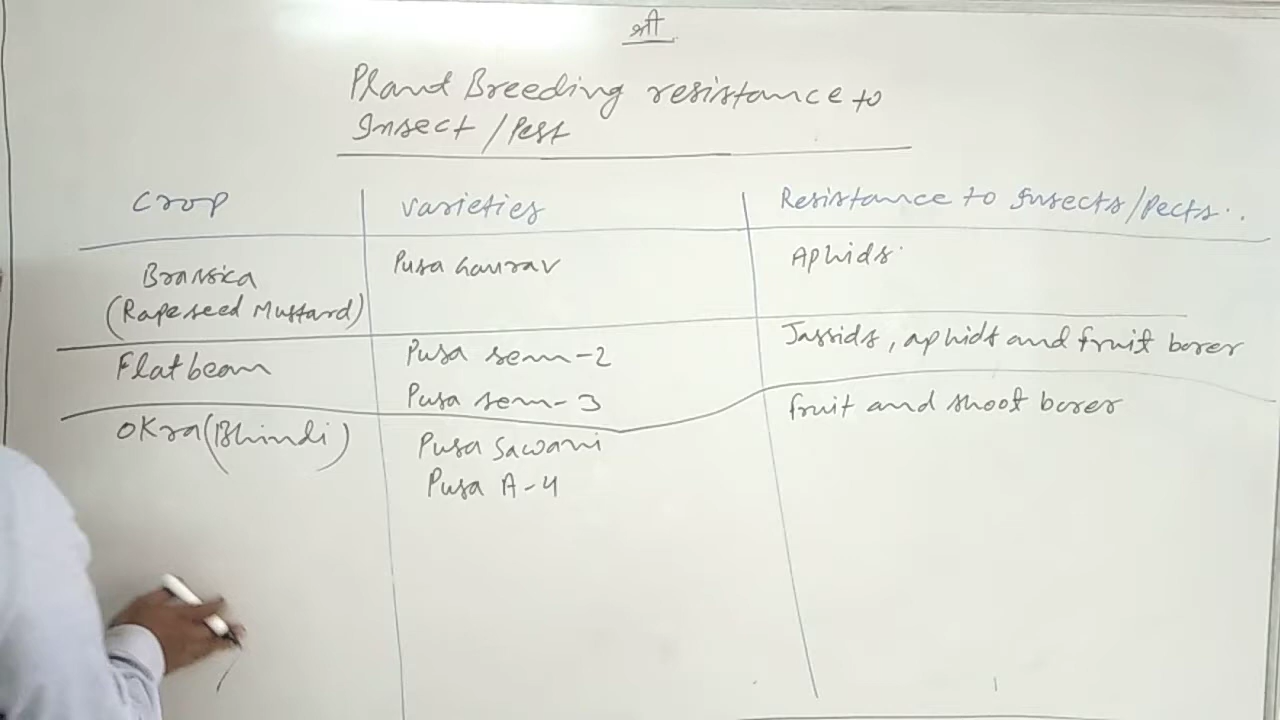 श्री
Plant Breeding resistance to
Insect / Pest
Crop varieties Resistance to Insects/Pects..
Brassica Pusa Gaurav Aphids.
(Rapeseed Mustard)
Flatbeam Pusa sem-2 Jassids, aphids and fruit borer
Pusa sem-3
Okra(Bhindi) Pusa Sawani fruit and shoot borer
Pusa A-4